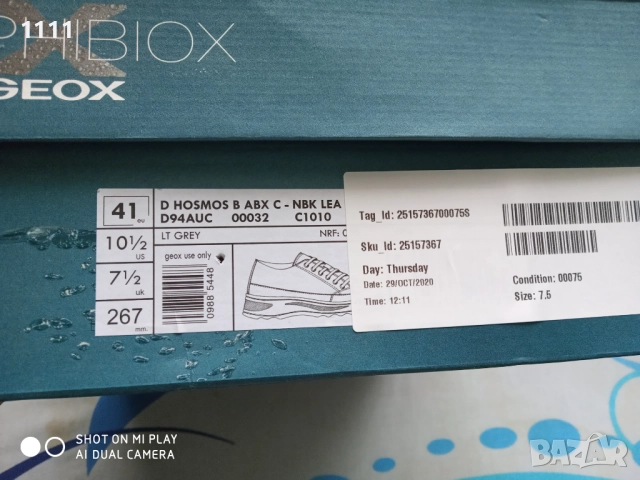 1111
PHIBIOX
GEOX
41 eu
10½ us
7½ uk
267 mm.
D HOSMOS B ABX C - NBK LEA
D94AUC 00032 C1010
LT GREY NRF:
geox use only
0988 5448
Tag_Id: 2515736700075S
Sku_Id: 25157367
Day: Thursday
Date: 29/OCT/2020
Time: 12:11
Condition: 00075
Size: 7.5
SHOT ON MI PLAY
AI DUAL CAMERA
BAZAR